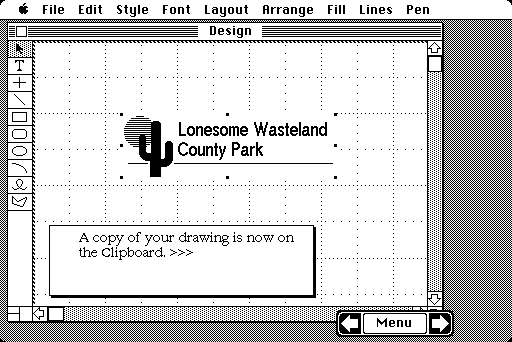 File Edit Style Font Layout Arrange Fill Lines Pen
Design
T
Lonesome Wasteland
County Park
A copy of your drawing is now on
the Clipboard. >>>
Menu